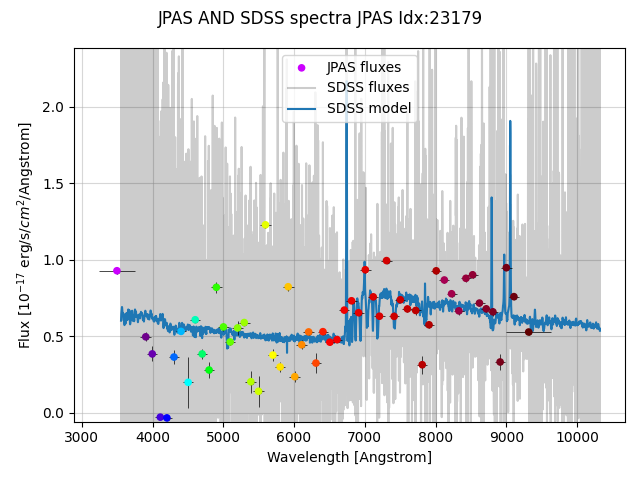 JPAS AND SDSS spectra JPAS Idx:23179
JPAS fluxes
SDSS fluxes
SDSS model
Flux [10⁻¹⁷ erg/s/cm²/Angstrom]
2.0
1.5
1.0
0.5
0.0
3000 4000 5000 6000 7000 8000 9000 10000
Wavelength [Angstrom]